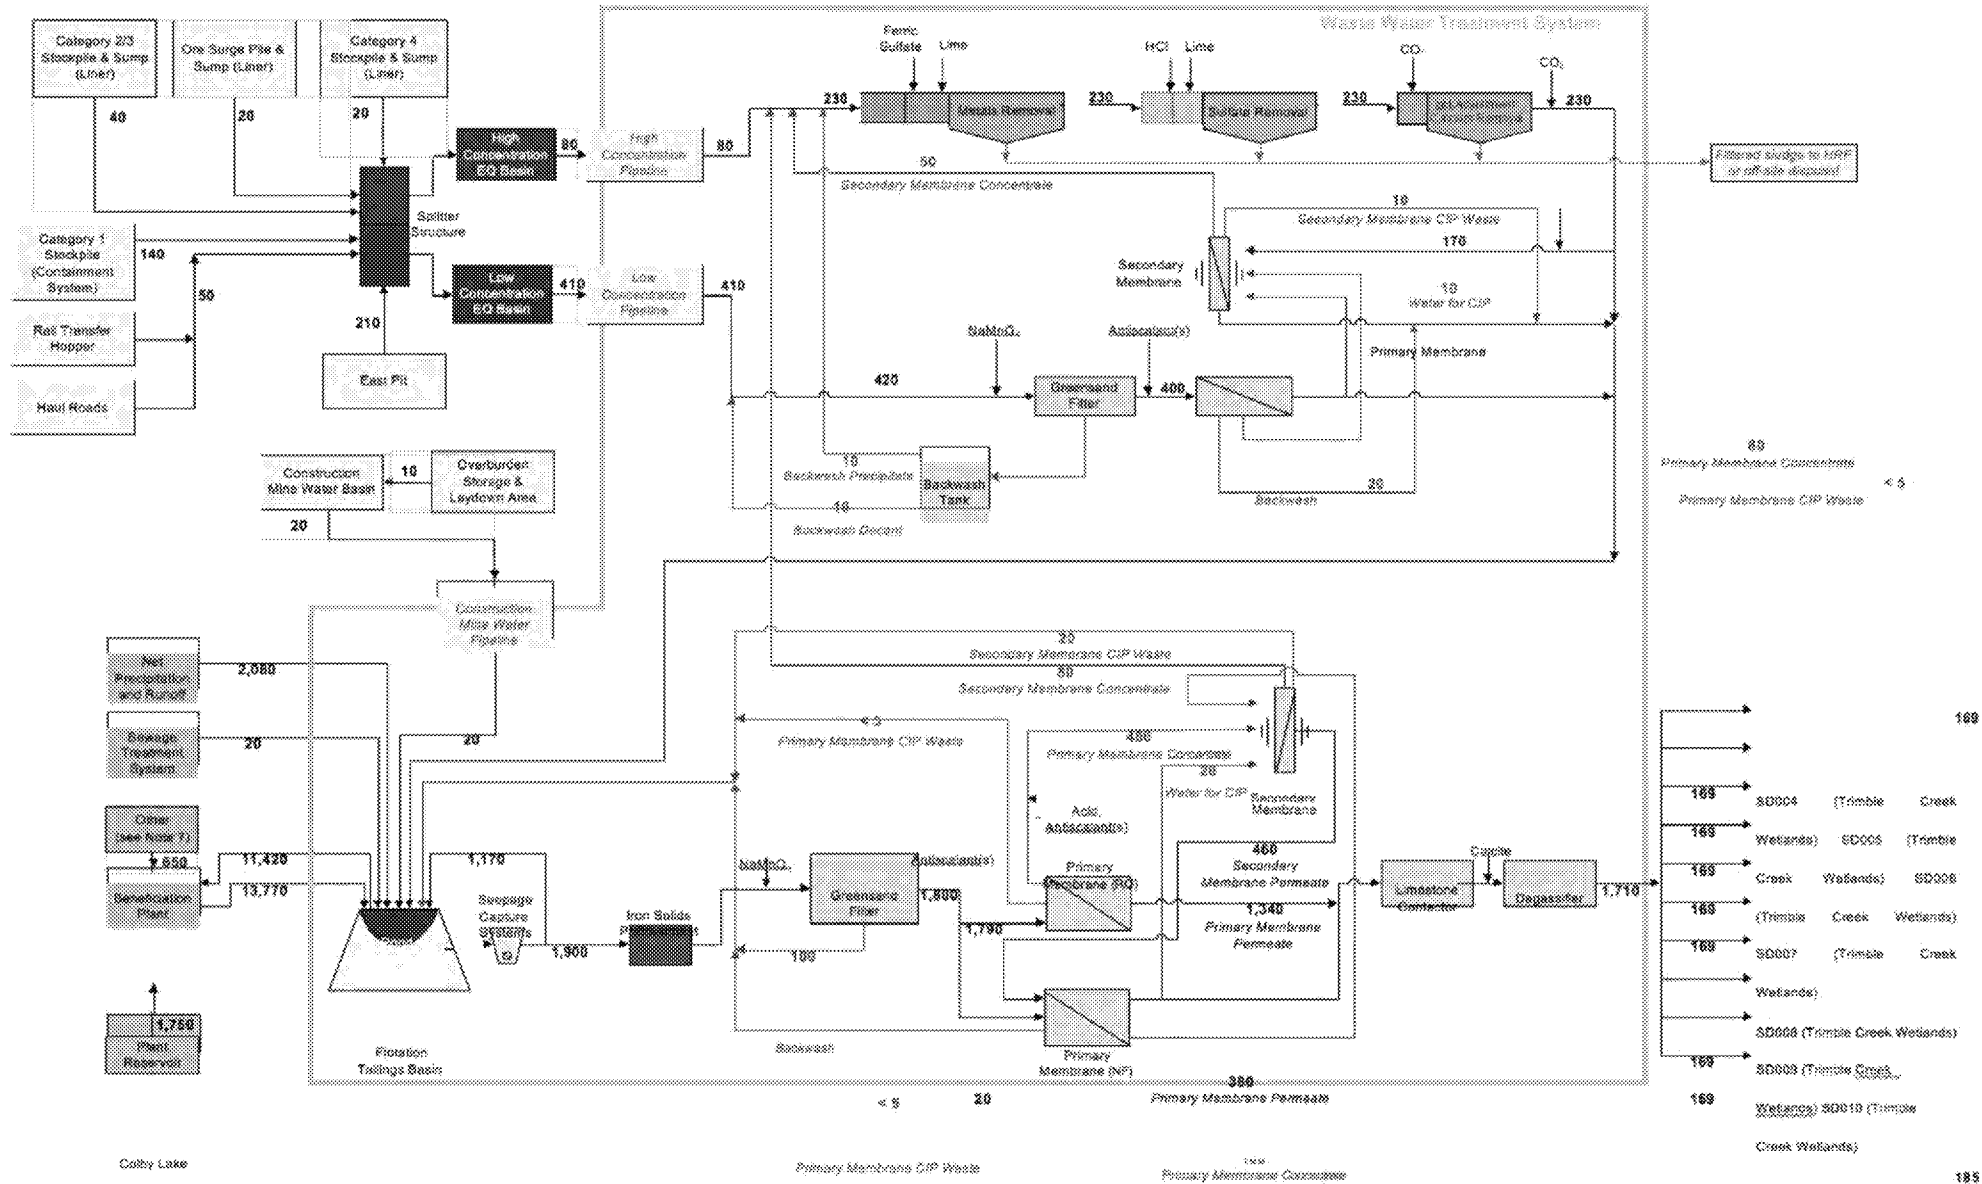 Waste Water Treatment System
Category 2/3
Stockpile & Sump
(Liner)
Ore Surge Pile &
Sump (Liner)
Category 4
Stockpile & Sump
(Liner)
40
20
20
Category 1
Stockpile
(Containment
System)
140
50
Rail Transfer
Hopper
Haul Roads
Splitter
Structure
210
East Pit
High
Concentration
EQ Basin
80
High
Concentration
Pipeline
80
Low
Concentration
EQ Basin
410
Low
Concentration
Pipeline
410
Ferric
Sulfate
Lime
230
Metals Removal
HCl
Lime
230
Sulfate Removal
CO
CO
230
230
Filtered sludge to HRF
or off-site disposal
50
Secondary Membrane Concentrate
10
Secondary Membrane CIP Waste
170
Secondary
Membrane
10
Water for CIP
Primary Membrane
NaMnO
Antiscalant(s)
420
Greensand
Filter
400
10
Backwash Precipitate
Backwash
Tank
10
Backwash Decant
20
Backwash
60
Primary Membrane Concentrate
< 5
Primary Membrane CIP Waste
Construction
Mine Water Basin
10
Overburden
Storage &
Laydown Area
20
Construction
Mine Water
Pipeline
20
Net
Precipitation
and Runoff
2,080
Sewage
Treatment
System
20
Other
(see Note 7)
650
Beneficiation
Plant
11,420
13,770
1,750
Plant
Reservoir
Colby Lake
Flotation
Tailings Basin
1,170
Seepage
Capture
Systems
1,900
Iron Solids
NaMnO
Greensand
Filter
Antiscalant(s)
1,800
1,790
100
Backwash
20
Secondary Membrane CIP Waste
80
Secondary Membrane Concentrate
< 5
Primary Membrane CIP Waste
480
Primary Membrane Concentrate
20
Water for CIP
Secondary
Membrane
Acid,
Antiscalant(s)
Primary
Membrane (RO)
460
Secondary
Membrane Permeate
1,340
Primary Membrane
Permeate
Primary
Membrane (NF)
380
Primary Membrane Permeate
Calcite
Limestone
Contactor
Degassifier
1,710
169
169
SD004 (Trimble Creek
169
Wetlands) SD005 (Trimble
169
Creek Wetlands) SD006
169
(Trimble Creek Wetlands)
169
SD007 (Trimble Creek
Wetlands)
SD008 (Trimble Creek Wetlands)
169
SD009 (Trimble Creek
169
Wetlands) SD010 (Trimble
Creek Wetlands)
185
< 5
20
Primary Membrane CIP Waste
Primary Membrane Concentrate